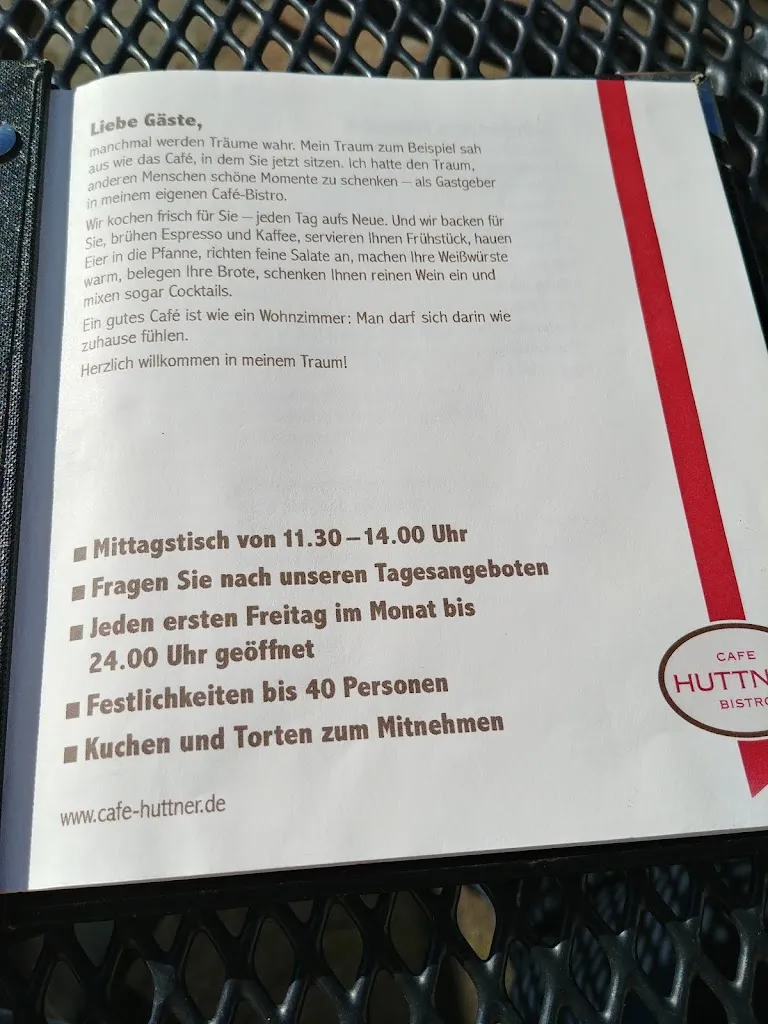 Liebe Gäste,
manchmal werden Träume wahr. Mein Traum zum Beispiel sah
aus wie das Café, in dem Sie jetzt sitzen. Ich hatte den Traum,
anderen Menschen schöne Momente zu schenken – als Gastgeber
in meinem eigenen Café-Bistro.
Wir kochen frisch für Sie – jeden Tag aufs Neue. Und wir backen für
Sie, brühen Espresso und Kaffee, servieren Ihnen Frühstück, hauen
Eier in die Pfanne, richten feine Salate an, machen Ihre Weißwürste
warm, belegen Ihre Brote, schenken Ihnen reinen Wein ein und
mixen sogar Cocktails.
Ein gutes Café ist wie ein Wohnzimmer: Man darf sich darin wie
zuhause fühlen.
Herzlich willkommen in meinem Traum!
■ Mittagstisch von 11.30 – 14.00 Uhr
■ Fragen Sie nach unseren Tagesangeboten
■ Jeden ersten Freitag im Monat bis
24.00 Uhr geöffnet
■ Festlichkeiten bis 40 Personen
■ Kuchen und Torten zum Mitnehmen
www.cafe-huttner.de
CAFE
HUTTN
BISTRO